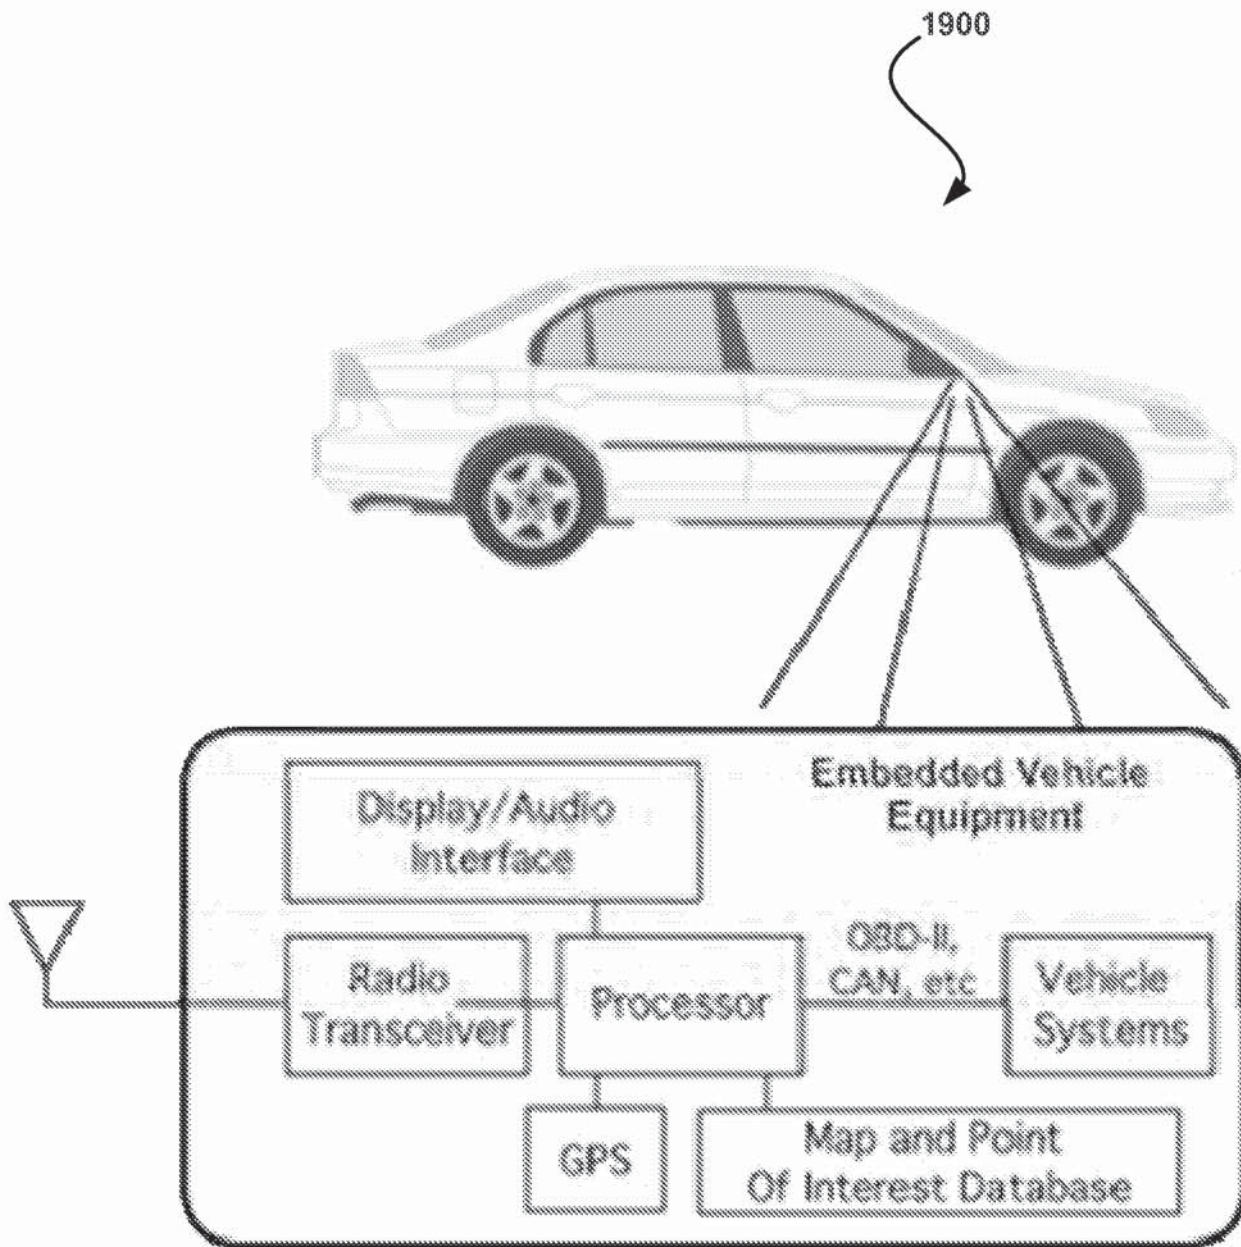 1900
Embedded Vehicle
Equipment
Display/Audio
Interface
Radio
Transceiver
Processor
OBD-II,
CAN, etc
Vehicle
Systems
GPS
Map and Point
Of Interest Database